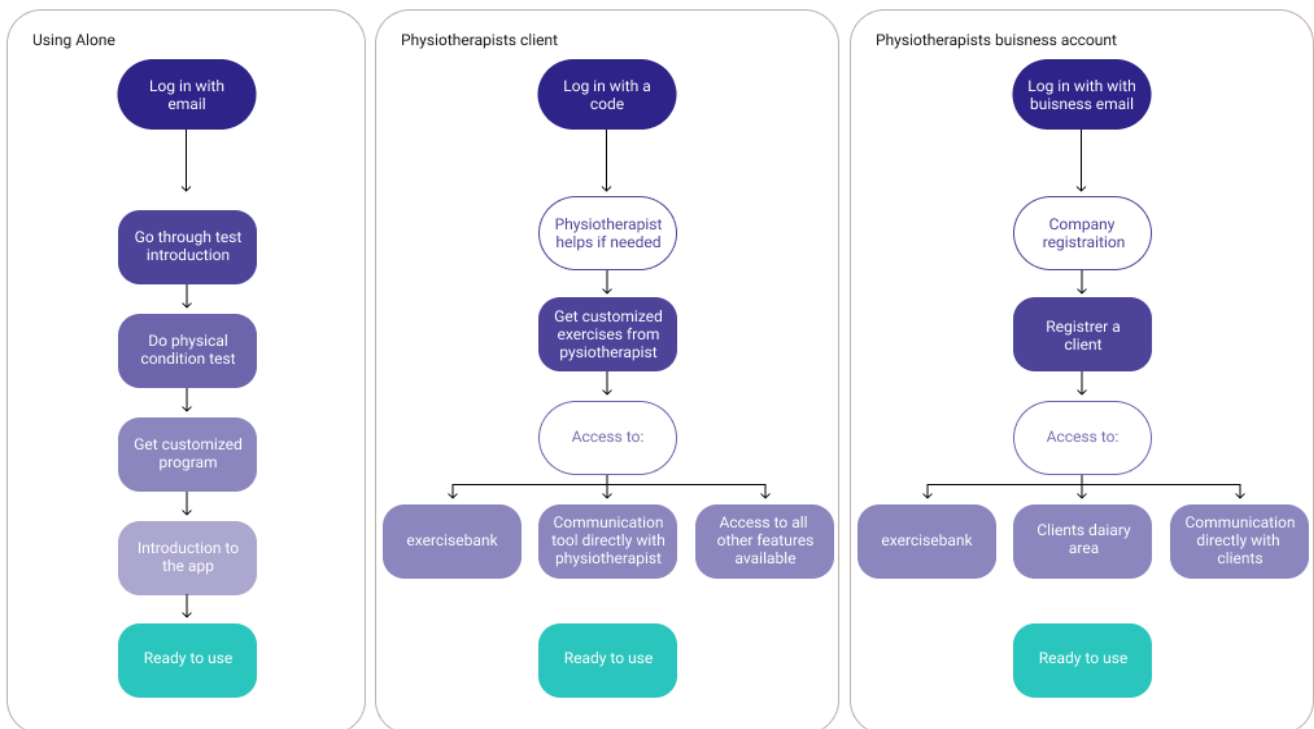 Using Alone
Log in with
email
Go through test
introduction
Do physical
condition test
Get customized
program
Introduction to
the app
Ready to use
Physiotherapists client
Log in with a
code
Physiotherapist
helps if needed
Get customized
exercises from
pysiotherapist
Access to:
exercisebank
Communication
tool directly with
physiotherapist
Access to all
other features
available
Ready to use
Physiotherapists buisness account
Log in with with
buisness email
Company
registraition
Registrer a
client
Access to:
exercisebank
Clients daiary
area
Communication
directly with
clients
Ready to use